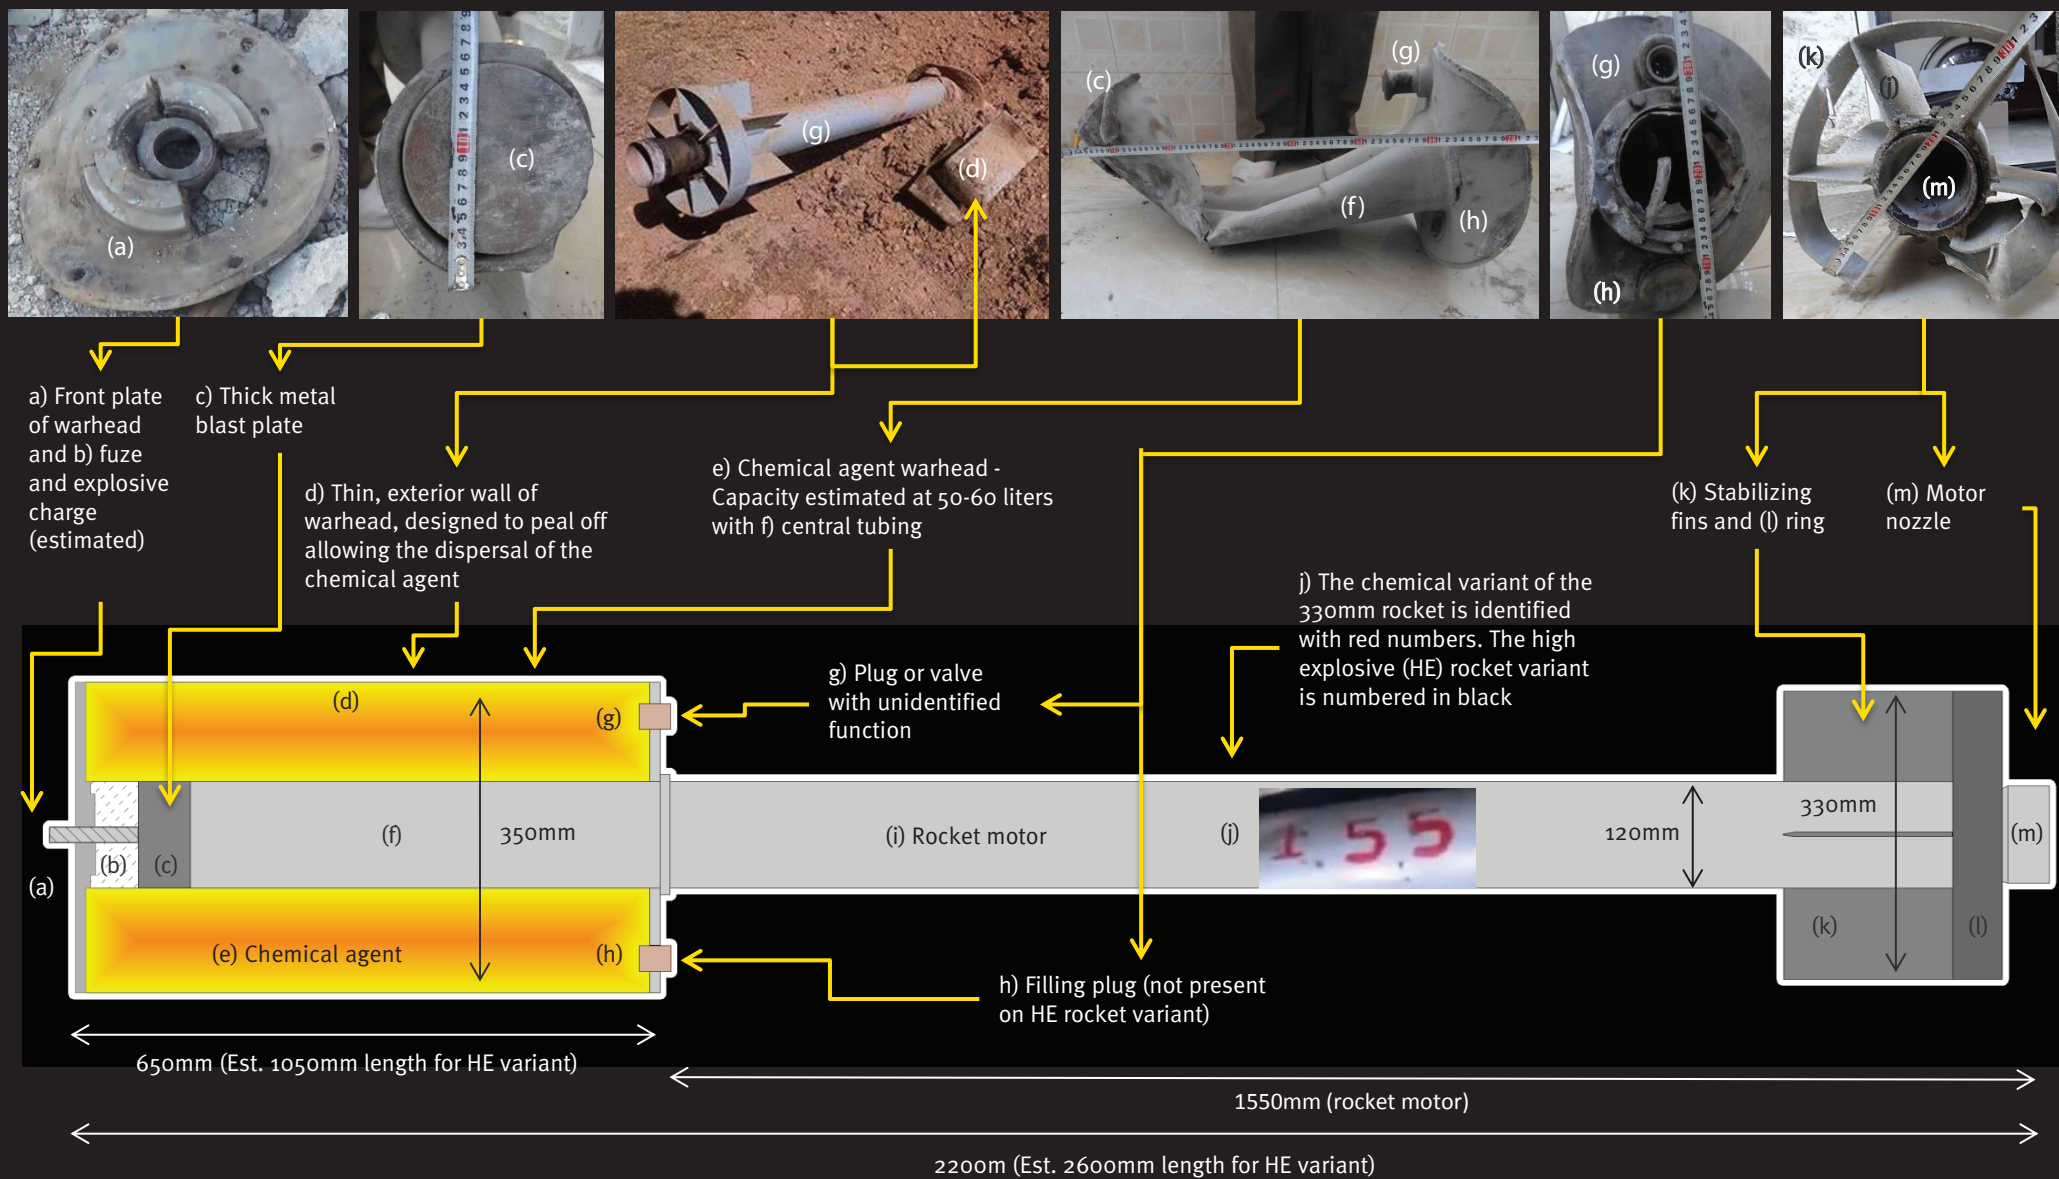 (a)
(c)
(g)
(d)
(c)
(g)
(f)
(h)
(g)
(h)
(k)
(j)
(m)
a) Front plate
of warhead
and b) fuze
and explosive
charge
(estimated)
c) Thick metal
blast plate
d) Thin, exterior wall of
warhead, designed to peal off
allowing the dispersal of the
chemical agent
e) Chemical agent warhead -
Capacity estimated at 50-60 liters
with f) central tubing
(k) Stabilizing
fins and (l) ring
(m) Motor
nozzle
j) The chemical variant of the
330mm rocket is identified
with red numbers. The high
explosive (HE) rocket variant
is numbered in black
g) Plug or valve
with unidentified
function
(d)
(g)
(a)
(b)
(c)
(f)
350mm
(i) Rocket motor
(j)
1 5 5
120mm
330mm
(m)
(e) Chemical agent
(h)
(k)
(l)
h) Filling plug (not present
on HE rocket variant)
650mm (Est. 1050mm length for HE variant)
1550mm (rocket motor)
2200m (Est. 2600mm length for HE variant)